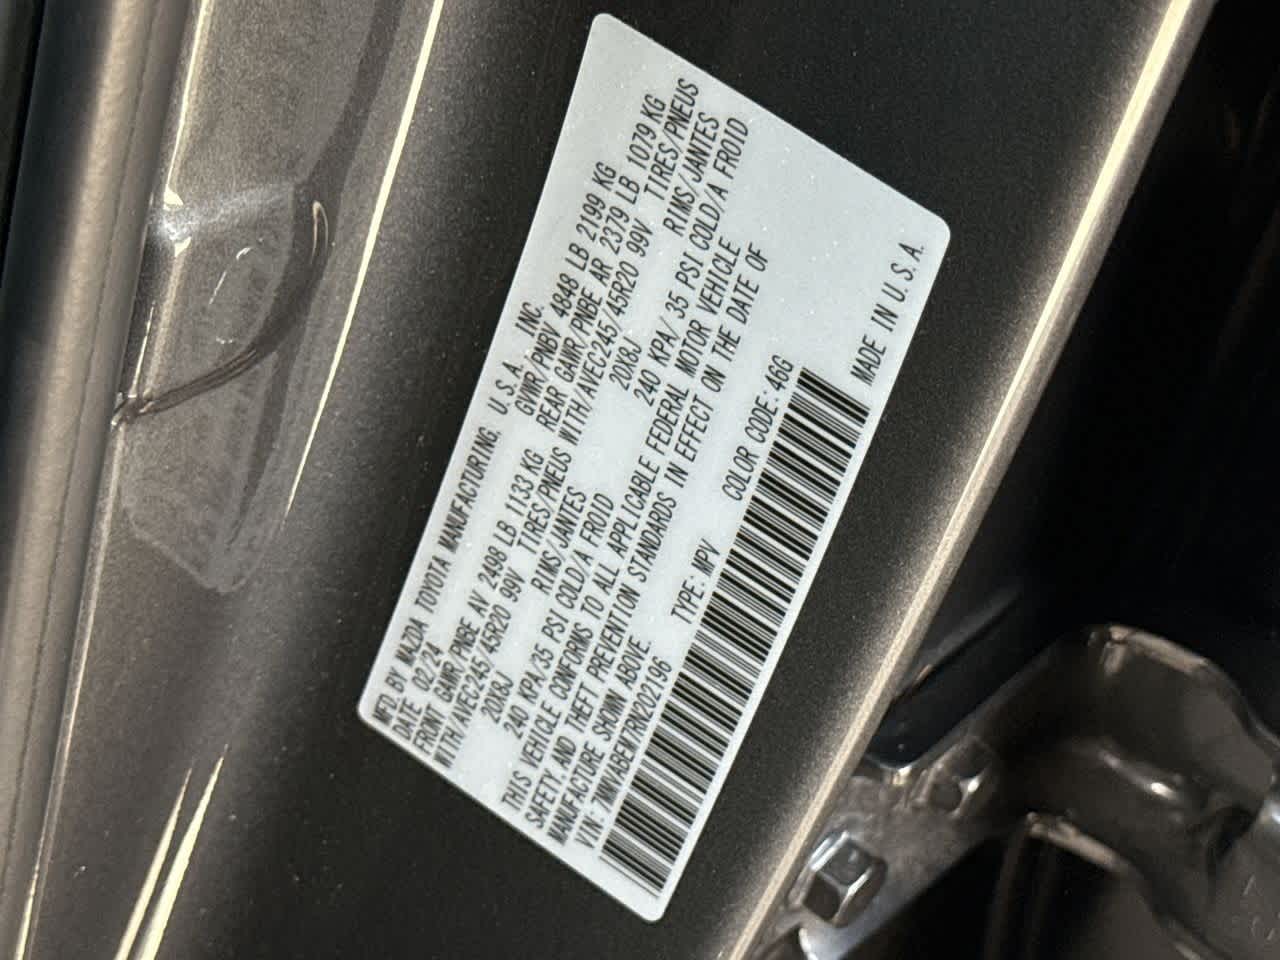 MFD. BY MAZDA TOYOTA MANUFACTURING, U. S. A., INC.
DATE 02/24 GVWR/PNBV 4848 LB 2199 KG
FRONT GAWR/PNBE AV 2498 LB 1133 KG REAR GAWR/PNBE AR 2379 LB 1079 KG
WITH/AVEC245/45R20 99V TIRES/PNEUS WITH/AVEC245/45R20 99V TIRES/PNEUS
20X8J RIMS/JANTES 20X8J RIMS/JANTES
240 KPA/35 PSI COLD/A FROID 240 KPA/ 35 PSI COLD/A FROID
THIS VEHICLE CONFORMS TO ALL APPLICABLE FEDERAL MOTOR VEHICLE
SAFETY, AND THEFT PREVENTION STANDARDS IN EFFECT ON THE DATE OF
MANUFACTURE SHOWN ABOVE.
VIN: 7MMVABEM7RN202196 TYPE: MPV COLOR CODE: 46G
MADE IN U. S. A.